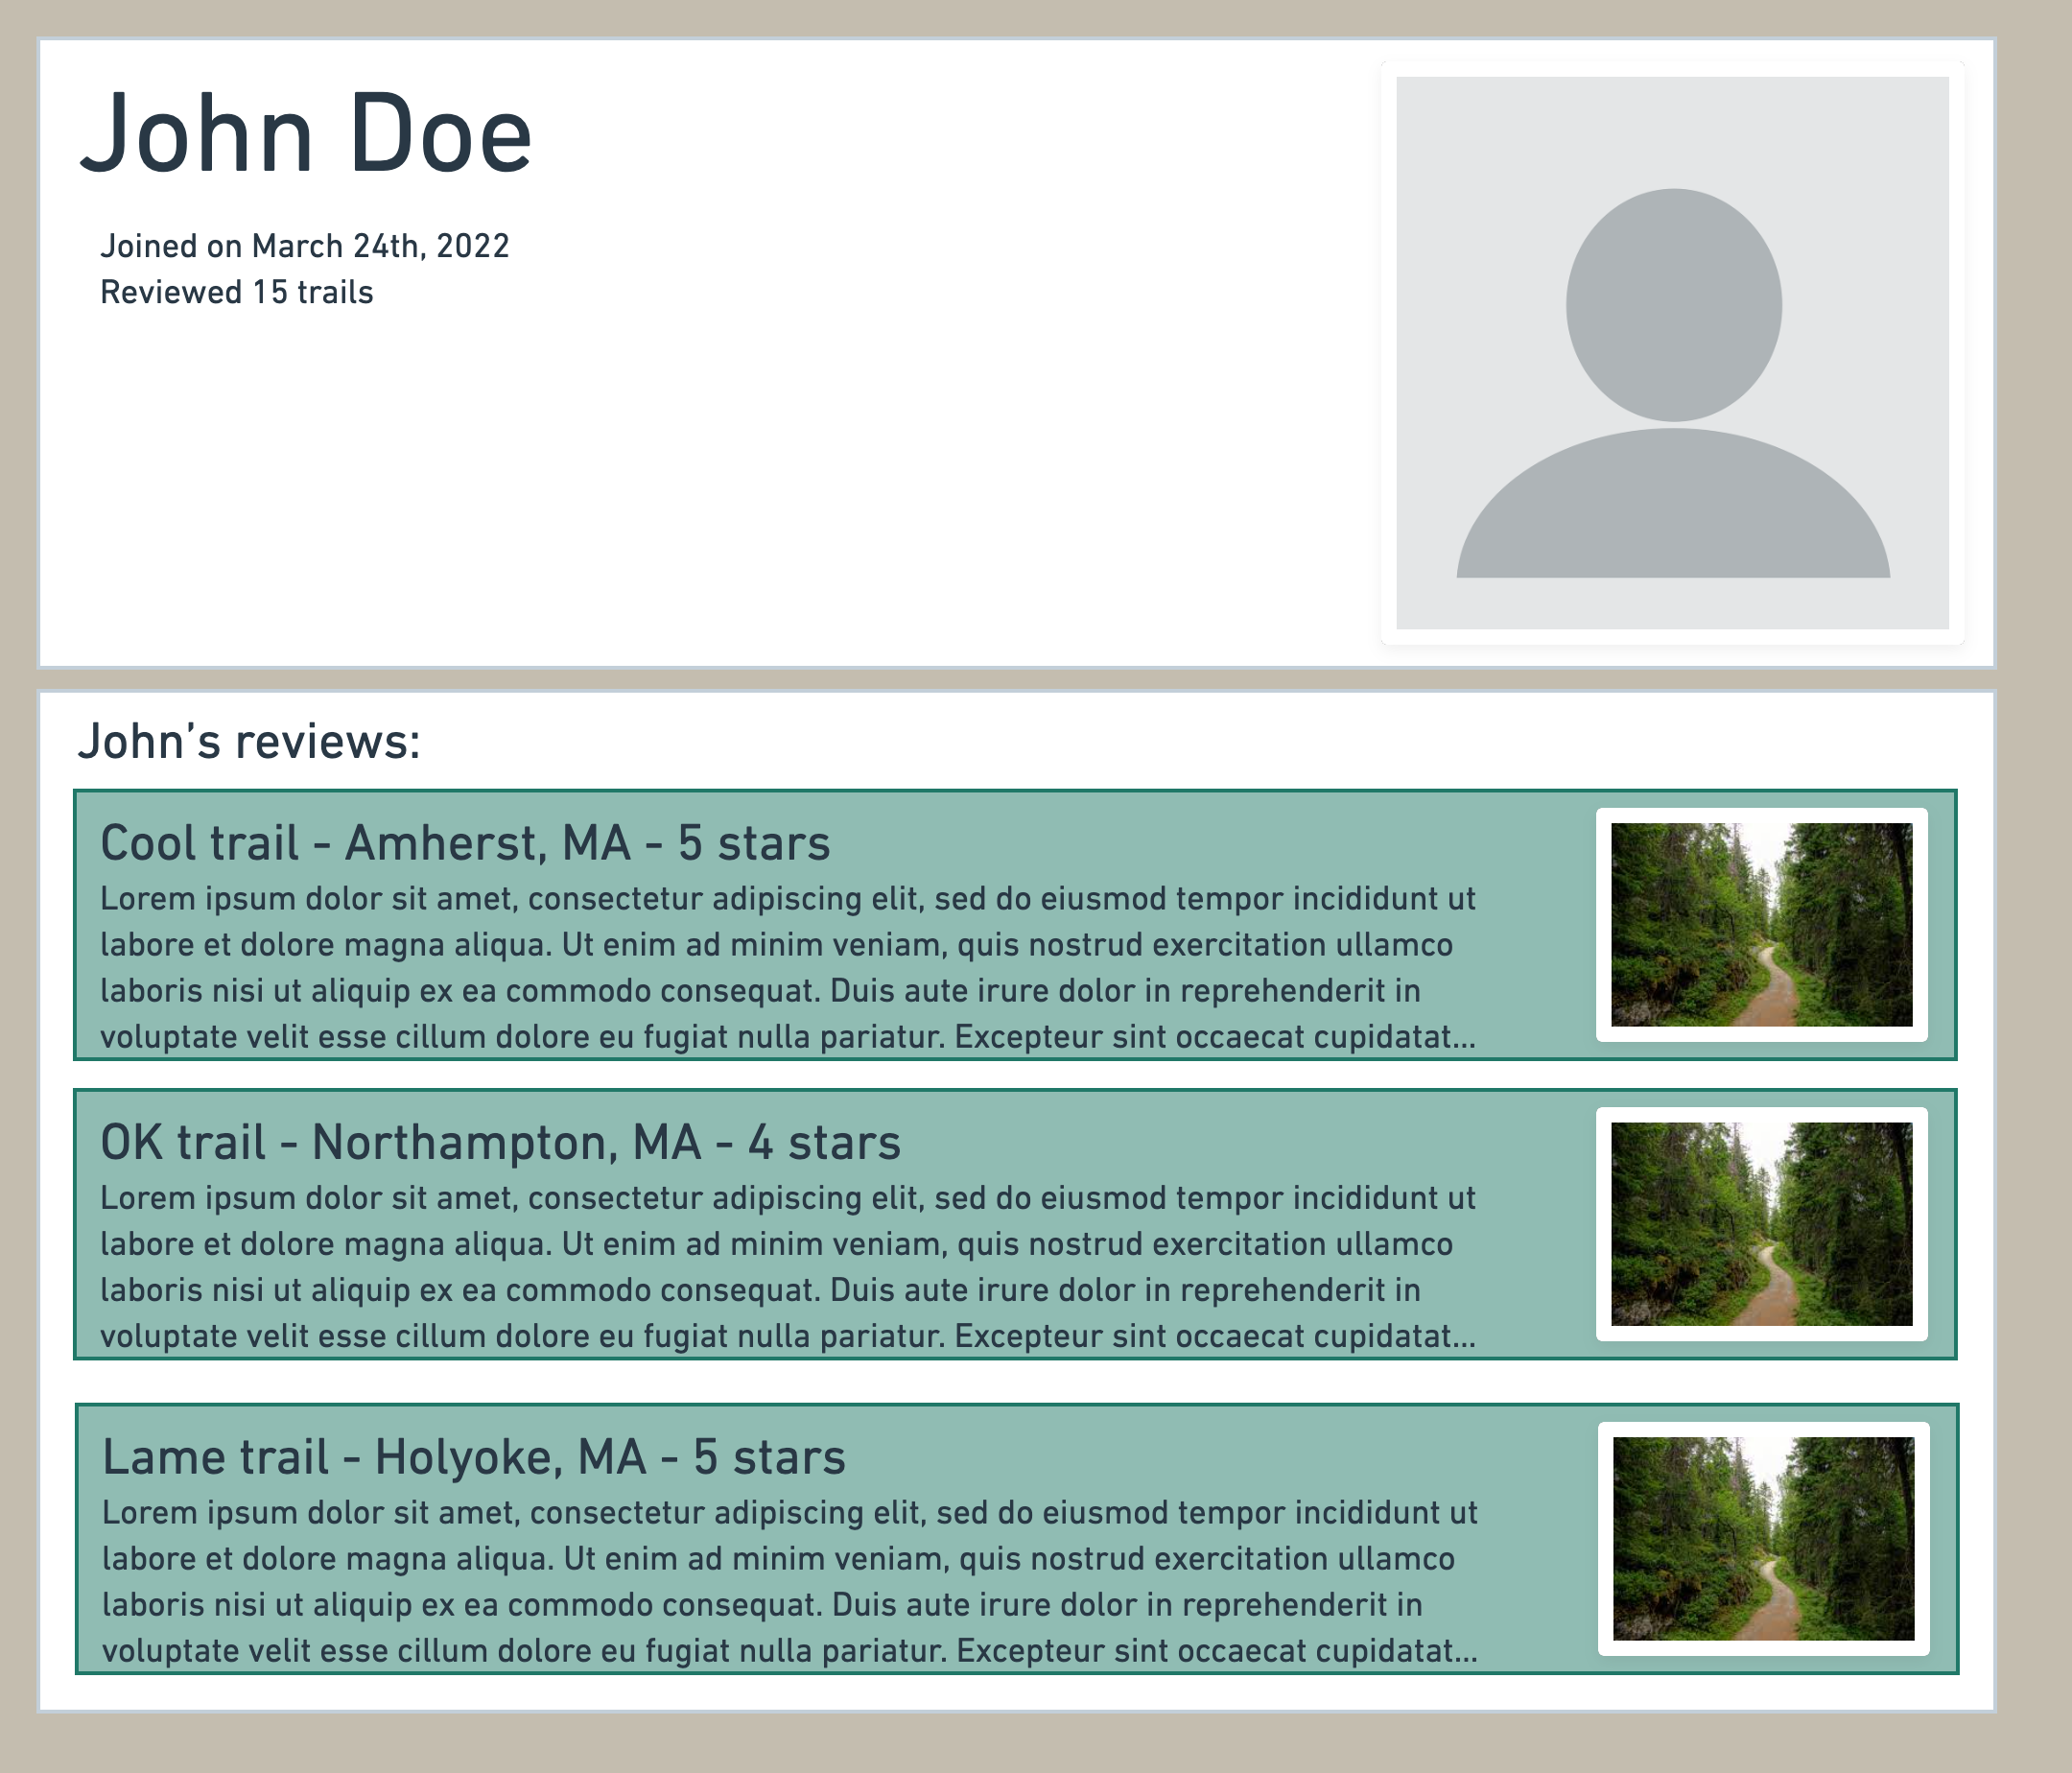 John Doe
Joined on March 24th, 2022
Reviewed 15 trails
John’s reviews:
Cool trail - Amherst, MA - 5 stars
Lorem ipsum dolor sit amet, consectetur adipiscing elit, sed do eiusmod tempor incididunt ut
labore et dolore magna aliqua. Ut enim ad minim veniam, quis nostrud exercitation ullamco
laboris nisi ut aliquip ex ea commodo consequat. Duis aute irure dolor in reprehenderit in
voluptate velit esse cillum dolore eu fugiat nulla pariatur. Excepteur sint occaecat cupidatat...
OK trail - Northampton, MA - 4 stars
Lorem ipsum dolor sit amet, consectetur adipiscing elit, sed do eiusmod tempor incididunt ut
labore et dolore magna aliqua. Ut enim ad minim veniam, quis nostrud exercitation ullamco
laboris nisi ut aliquip ex ea commodo consequat. Duis aute irure dolor in reprehenderit in
voluptate velit esse cillum dolore eu fugiat nulla pariatur. Excepteur sint occaecat cupidatat...
Lame trail - Holyoke, MA - 5 stars
Lorem ipsum dolor sit amet, consectetur adipiscing elit, sed do eiusmod tempor incididunt ut
labore et dolore magna aliqua. Ut enim ad minim veniam, quis nostrud exercitation ullamco
laboris nisi ut aliquip ex ea commodo consequat. Duis aute irure dolor in reprehenderit in
voluptate velit esse cillum dolore eu fugiat nulla pariatur. Excepteur sint occaecat cupidatat...